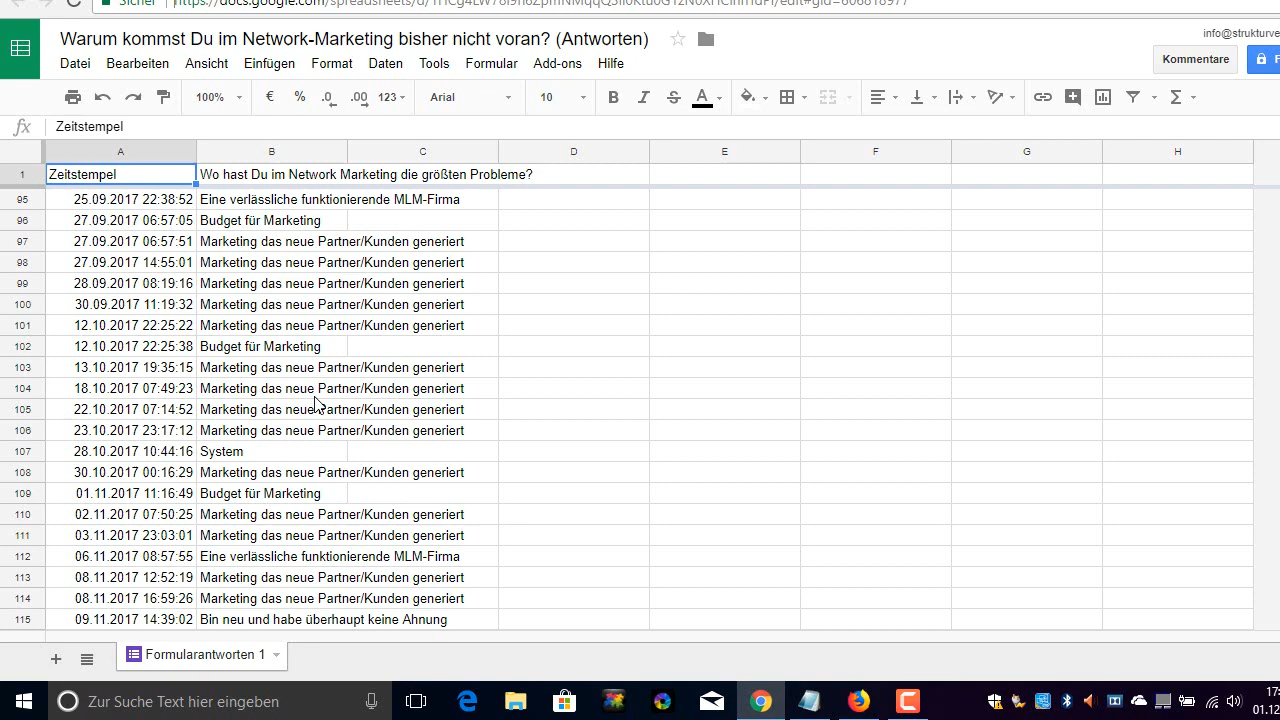 Sicher
Warum kommst Du im Network-Marketing bisher nicht voran? (Antworten)
info@strukturve
Datei Bearbeiten Ansicht Einfügen Format Daten Tools Formular Add-ons Hilfe
Kommentare
100% € % .0 .00 123 Arial 10 B I S A Σ
fx Zeitstempel
A B C D E F G H
1 Zeitstempel Wo hast Du im Network Marketing die größten Probleme?
95 25.09.2017 22:38:52 Eine verlässliche funktionierende MLM-Firma
96 27.09.2017 06:57:05 Budget für Marketing
97 27.09.2017 06:57:51 Marketing das neue Partner/Kunden generiert
98 27.09.2017 14:55:01 Marketing das neue Partner/Kunden generiert
99 28.09.2017 08:19:16 Marketing das neue Partner/Kunden generiert
100 30.09.2017 11:19:32 Marketing das neue Partner/Kunden generiert
101 12.10.2017 22:25:22 Marketing das neue Partner/Kunden generiert
102 12.10.2017 22:25:38 Budget für Marketing
103 13.10.2017 19:35:15 Marketing das neue Partner/Kunden generiert
104 18.10.2017 07:49:23 Marketing das neue Partner/Kunden generiert
105 22.10.2017 07:14:52 Marketing das neue Partner/Kunden generiert
106 23.10.2017 23:17:12 Marketing das neue Partner/Kunden generiert
107 28.10.2017 10:44:16 System
108 30.10.2017 00:16:29 Marketing das neue Partner/Kunden generiert
109 01.11.2017 11:16:49 Budget für Marketing
110 02.11.2017 07:50:25 Marketing das neue Partner/Kunden generiert
111 03.11.2017 23:03:01 Marketing das neue Partner/Kunden generiert
112 06.11.2017 08:57:55 Eine verlässliche funktionierende MLM-Firma
113 08.11.2017 12:52:19 Marketing das neue Partner/Kunden generiert
114 08.11.2017 16:59:26 Marketing das neue Partner/Kunden generiert
115 09.11.2017 14:39:02 Bin neu und habe überhaupt keine Ahnung
Formularantworten 1
Zur Suche Text hier eingeben
17:
01.12